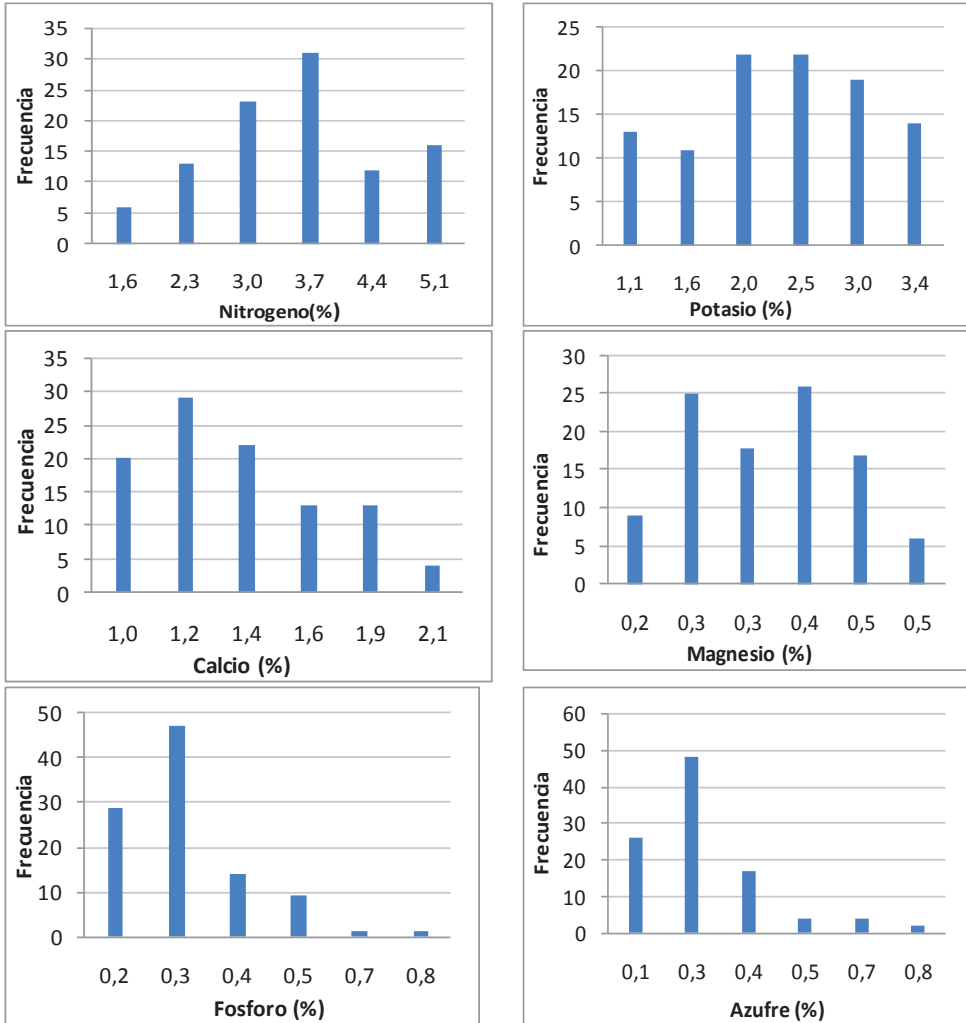 35
30
25
20
15
10
5
0
Frecuencia
1,6 2,3 3,0 3,7 4,4 5,1
Nitrogeno(%)
25
20
15
10
5
0
Frecuencia
1,1 1,6 2,0 2,5 3,0 3,4
Potasio (%)
35
30
25
20
15
10
5
0
Frecuencia
1,0 1,2 1,4 1,6 1,9 2,1
Calcio (%)
30
25
20
15
10
5
0
Frecuencia
0,2 0,3 0,3 0,4 0,5 0,5
Magnesio (%)
50
40
30
20
10
0
Frecuencia
0,2 0,3 0,4 0,5 0,7 0,8
Fosforo (%)
60
50
40
30
20
10
0
Frecuencia
0,1 0,3 0,4 0,5 0,7 0,8
Azufre (%)